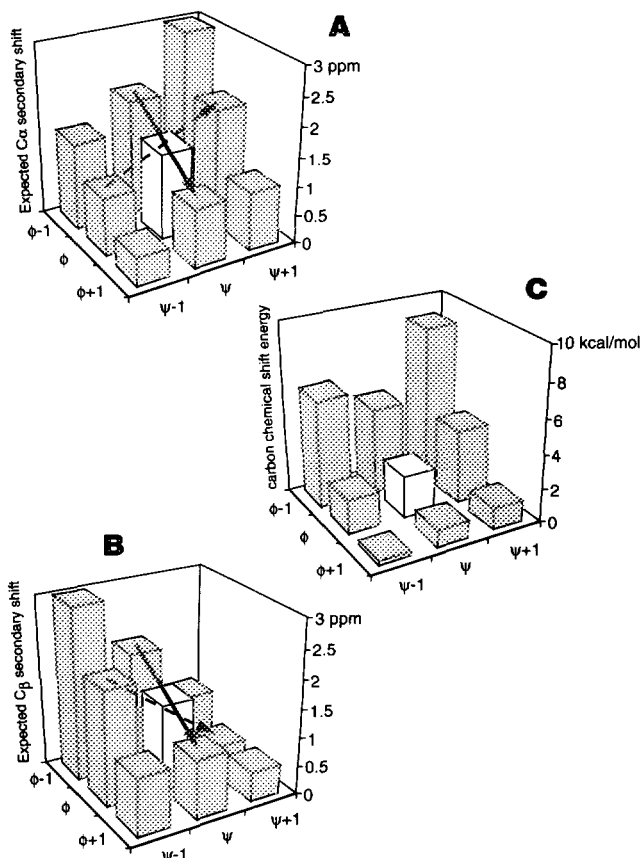 A
Expected Cα secondary shift
3 ppm
2.5
2
1.5
1
0.5
0
ϕ-1
ϕ
ϕ+1
ψ-1
ψ
ψ+1
C
carbon chemical shift energy
10 kcal/mol
8
6
4
2
0
ϕ-1
ϕ
ϕ+1
ψ-1
ψ
ψ+1
B
Expected Cβ secondary shift
3 ppm
2.5
2
1.5
1
0.5
0
ϕ-1
ϕ
ϕ+1
ψ-1
ψ
ψ+1